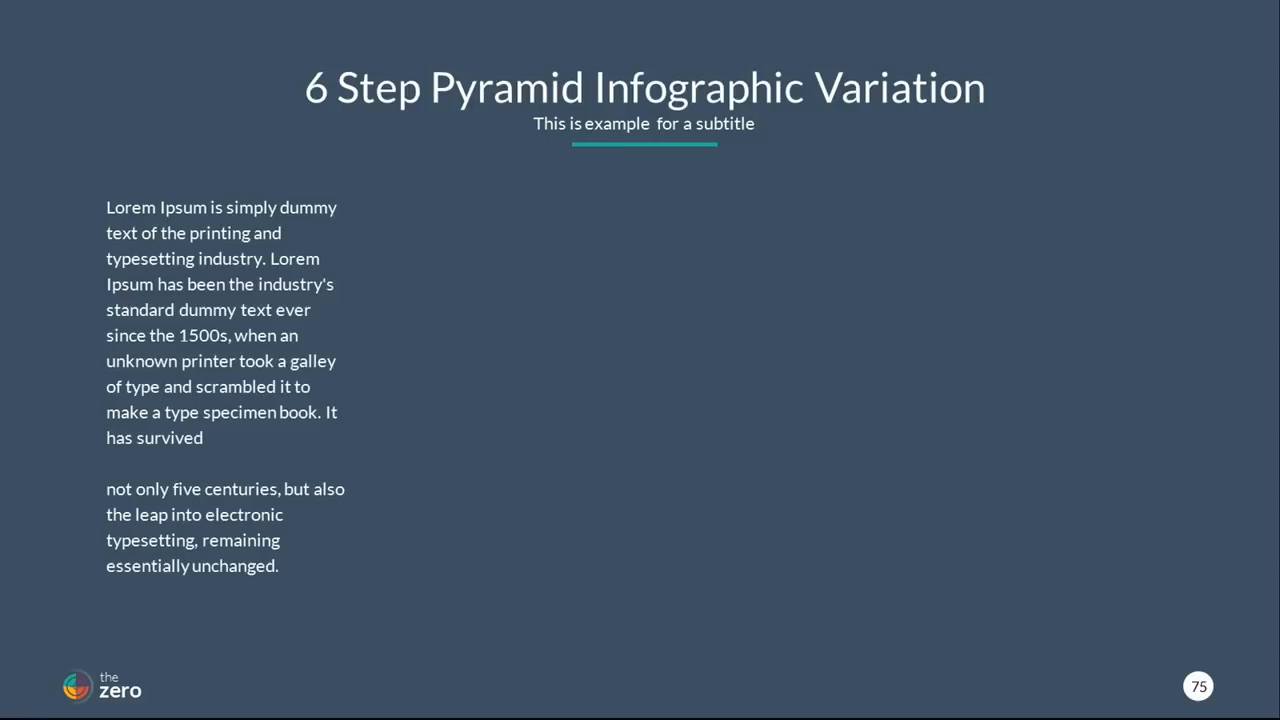 6 Step Pyramid Infographic Variation
This is example for a subtitle
Lorem Ipsum is simply dummy
text of the printing and
typesetting industry. Lorem
Ipsum has been the industry's
standard dummy text ever
since the 1500s, when an
unknown printer took a galley
of type and scrambled it to
make a type specimen book. It
has survived
not only five centuries, but also
the leap into electronic
typesetting, remaining
essentially unchanged.
the
zero
75